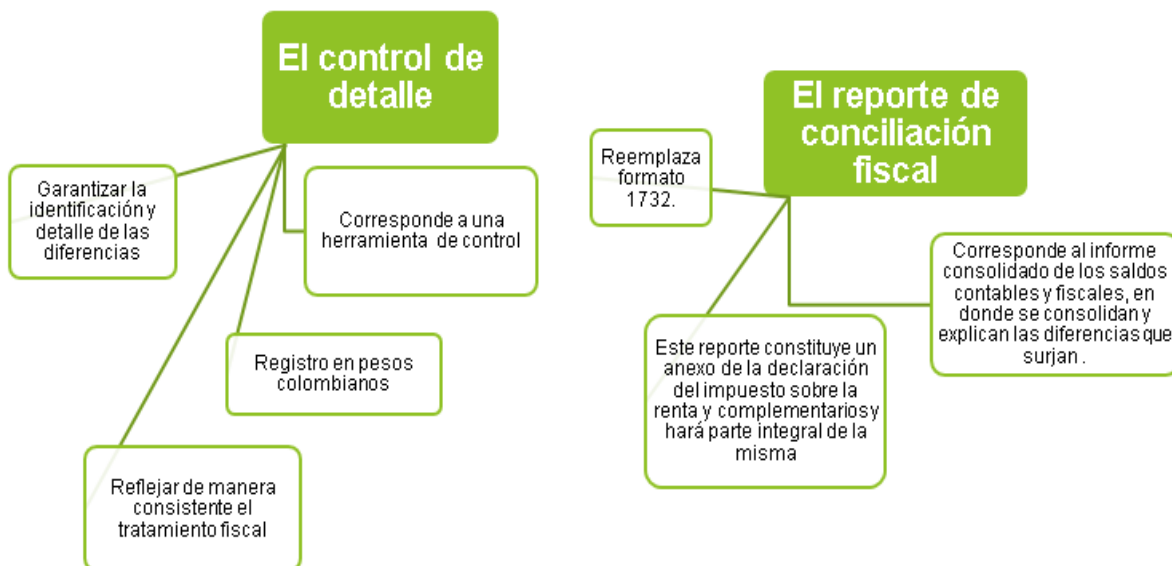 El control de
detalle
Garantizar la
identificación y
detalle de las
diferencias
Corresponde a una
herramienta de control
Registro en pesos
colombianos
Reflejar de manera
consistente el
tratamiento fiscal
El reporte de
conciliación
fiscal
Reemplaza
formato
1732.
Corresponde al informe
consolidado de los saldos
contables y fiscales, en
donde se consolidan y
explican las diferencias que
surjan .
Este reporte constituye un
anexo de la declaración
del impuesto sobre la
renta y complementarios y
hará parte integral de la
misma